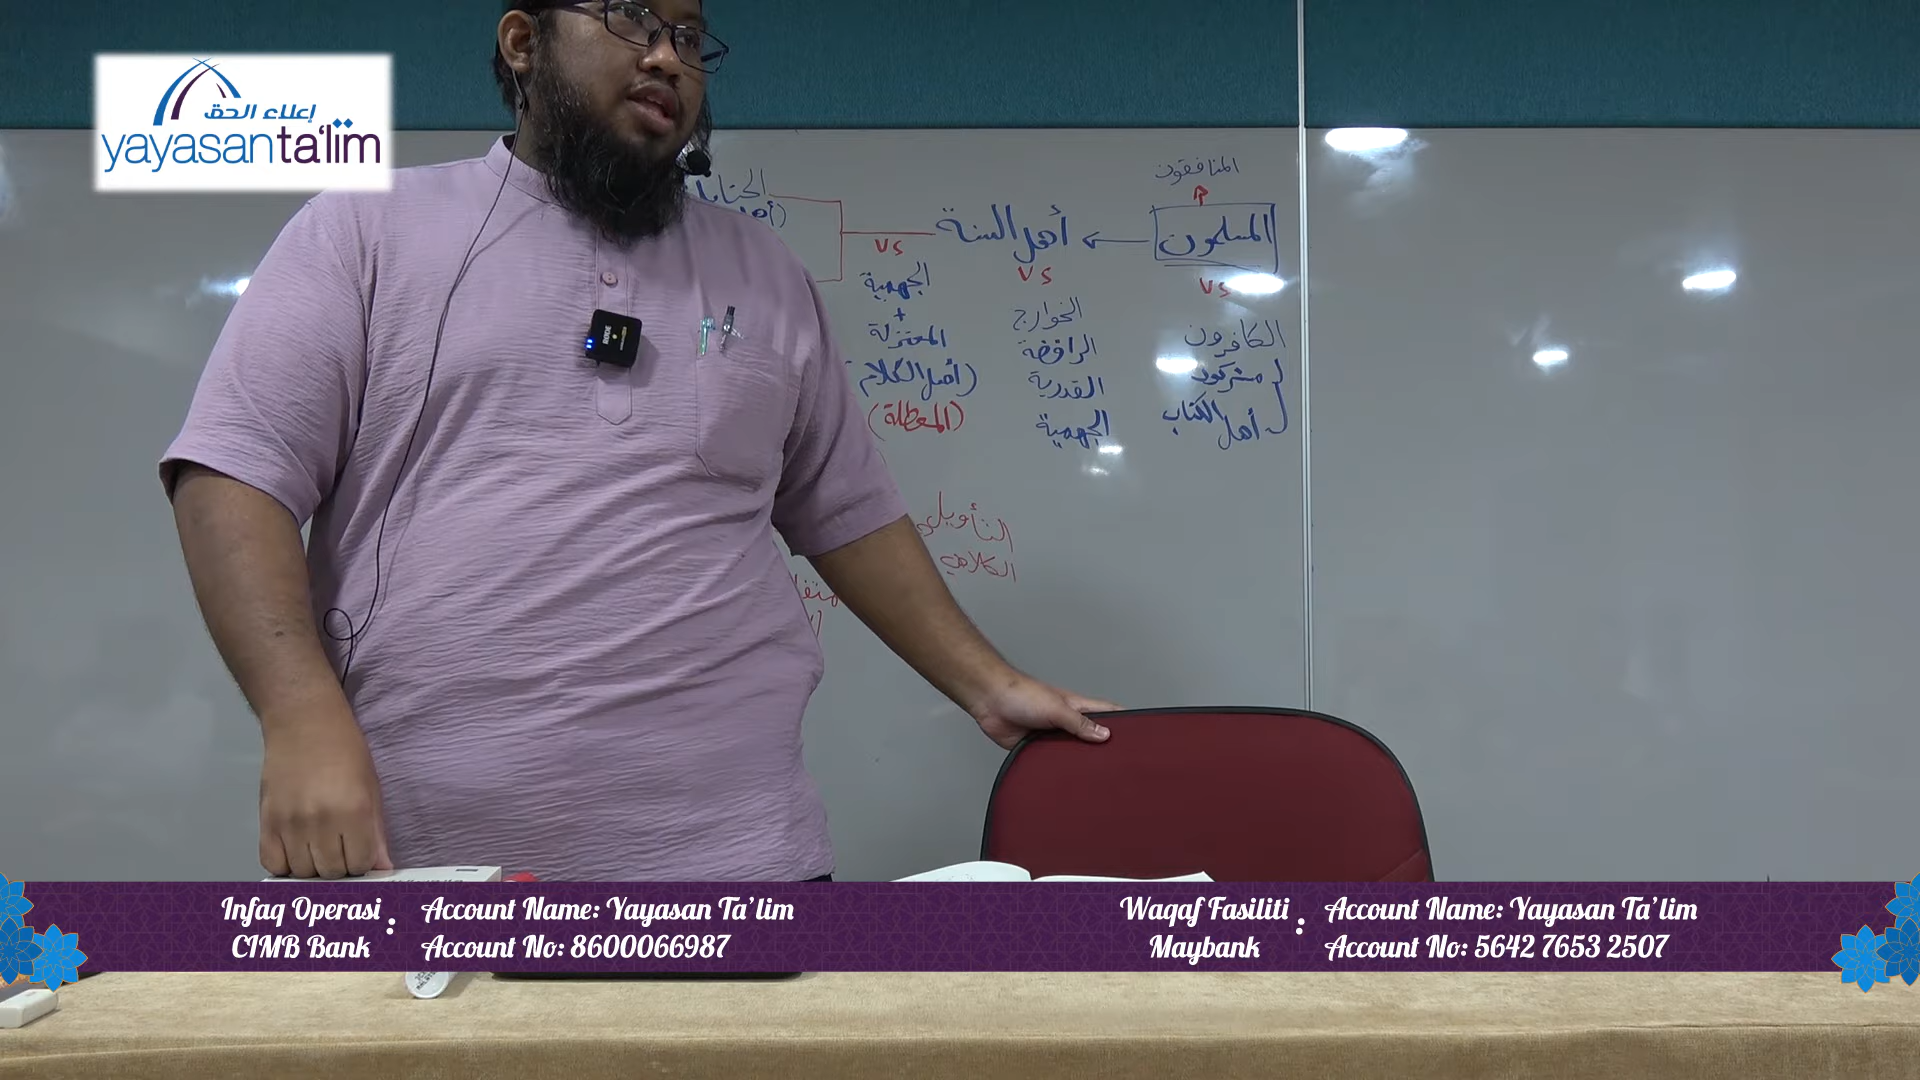 إعلاء الحق
yayasanta'lim
المنافقون
المسلمون
أهل السنة
vs
vs
vs
الجهمية
+
المعتزلة
(أهل الكلام
(المعطلة)
الخوارج
الرافضة
القدرية
الجهمية
الكافرون
مشركون
أهل الكتاب
التأويل
الكلامي
RODE
Infaq Operasi : Account Name: Yayasan Ta'lim
CIMB Bank Account No: 8600066987
Waqaf Fasiliti : Account Name: Yayasan Ta'lim
Maybank Account No: 5642 7653 2507